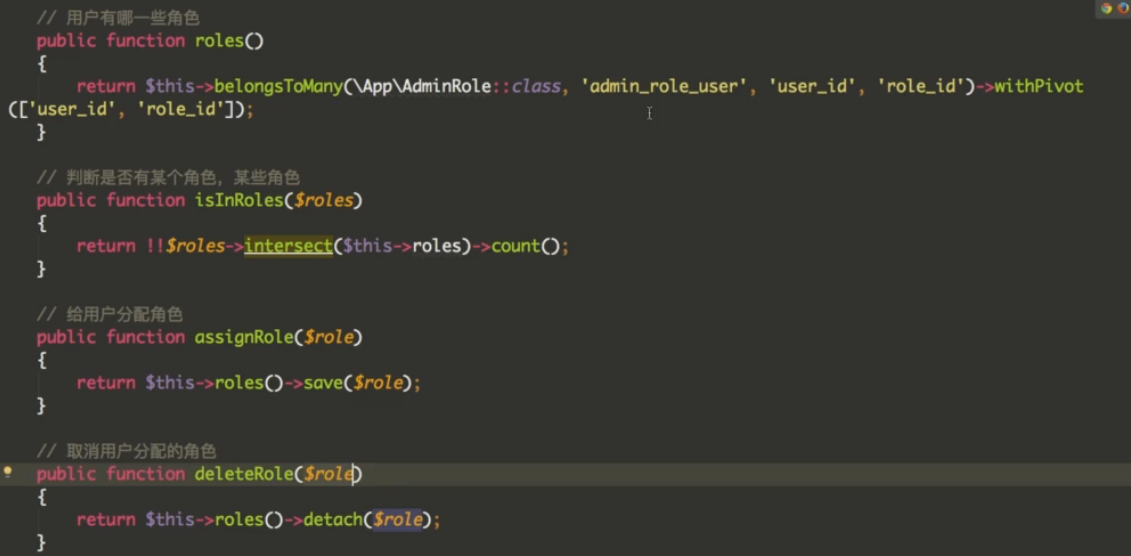 // 用户有哪一些角色
public function roles()
{
    return $this->belongsToMany(\App\AdminRole::class, 'admin_role_user', 'user_id', 'role_id')->withPivot
(['user_id', 'role_id']);
}
// 判断是否有某个角色，某些角色
public function isInRoles($roles)
{
    return !!$roles->intersect($this->roles)->count();
}
// 给用户分配角色
public function assignRole($role)
{
    return $this->roles()->save($role);
}
// 取消用户分配的角色
public function deleteRole($role)
{
    return $this->roles()->detach($role);
}